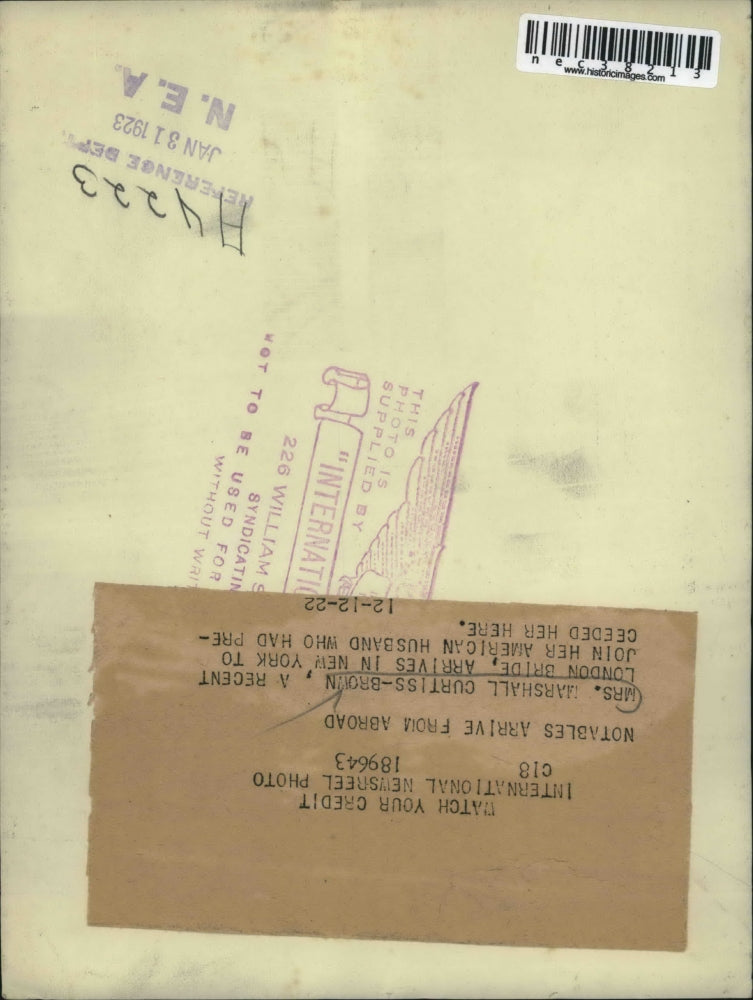 nec38213
www.historicimages.com
N. E. A.
JAN 31 1923
REFERENCE DEPT.
H4223
THIS
PHOTO IS
SUPPLIED BY
"INTERNATIO
226 WILLIAM S
NOT TO BE USED FOR
SYNDICATIN
WITHOUT WRIT
WATCH YOUR CREDIT
INTERNATIONAL NEWSREEL PHOTO
C18 189643
NOTABLES ARRIVE FROM ABROAD
MRS. MARSHALL CURTISS-BROWN, A RECENT
LONDON BRIDE, ARRIVES IN NEW YORK TO
JOIN HER AMERICAN HUSBAND WHO HAD PRE-
CEEDED HER HERE.
12-12-22